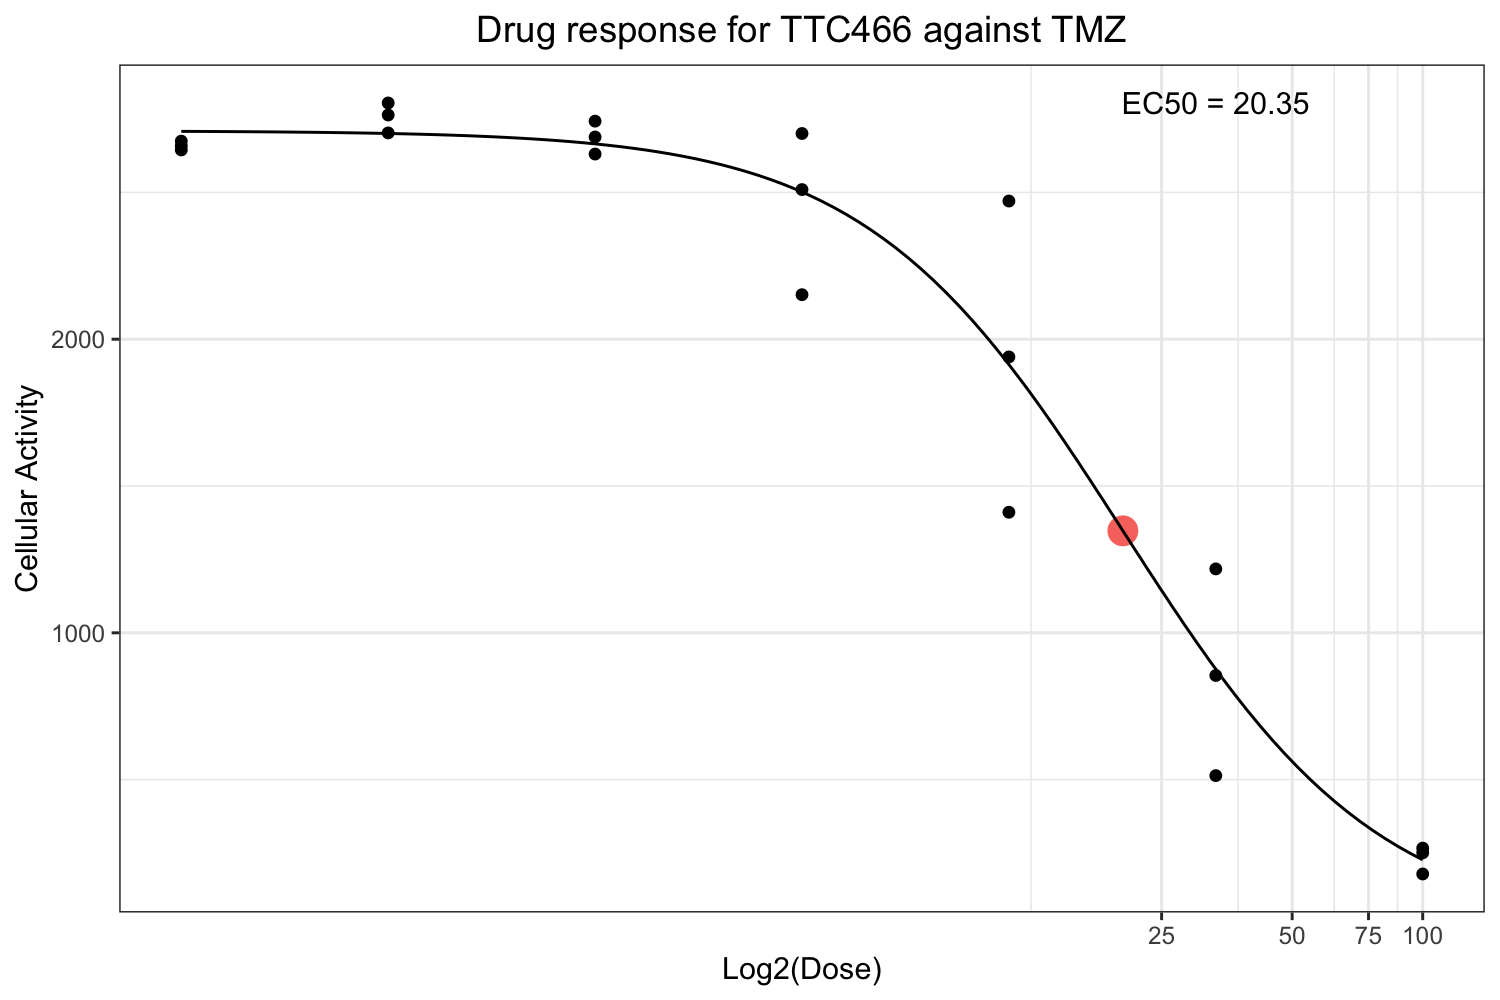 Drug response for TTC466 against TMZ
EC50 = 20.35
Cellular Activity
2000
1000
25 50 75 100
Log2(Dose)